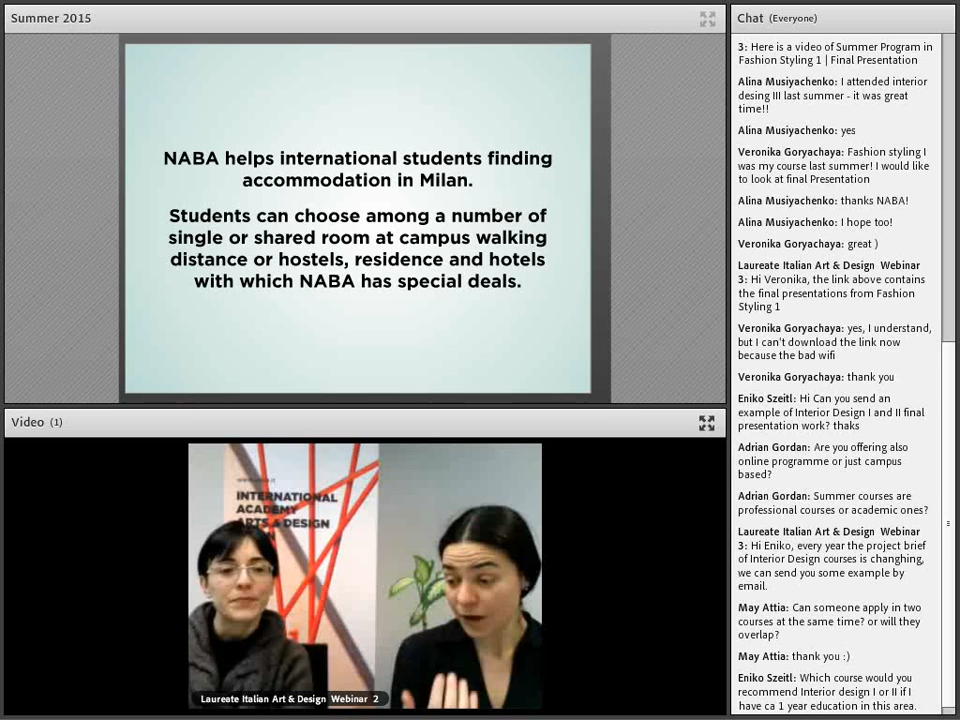 Summer 2015
NABA helps international students finding
accommodation in Milan.
Students can choose among a number of
single or shared room at campus walking
distance or hostels, residence and hotels
with which NABA has special deals.
Video (1)
INTERNATIONAL
ACADEMY
ARTS & DESIGN
Laureate Italian Art & Design Webinar 2
Chat (Everyone)
3: Here is a video of Summer Program in
Fashion Styling 1 | Final Presentation
Alina Musiyachenko: I attended interior
desing III last summer - it was great
time!!
Alina Musiyachenko: yes
Veronika Goryachaya: Fashion styling I
was my course last summer! I would like
to look at final Presentation
Alina Musiyachenko: thanks NABA!
Alina Musiyachenko: I hope too!
Veronika Goryachaya: great )
Laureate Italian Art & Design Webinar
3: Hi Veronika, the link above contains
the final presentations from Fashion
Styling 1
Veronika Goryachaya: yes, I understand,
but I can't download the link now
because the bad wifi
Veronika Goryachaya: thank you
Eniko Szeitl: Hi Can you send an
example of Interior Design I and II final
presentation work? thaks
Adrian Gordan: Are you offering also
online programme or just campus
based?
Adrian Gordan: Summer courses are
professional courses or academic ones?
Laureate Italian Art & Design Webinar
3: Hi Eniko, every year the project brief
of Interior Design courses is changhing,
we can send you some example by
email.
May Attia: Can someone apply in two
courses at the same time? or will they
overlap?
May Attia: thank you :)
Eniko Szeitl: Which course would you
recommend Interior design I or II if I
have ca 1 year education in this area.